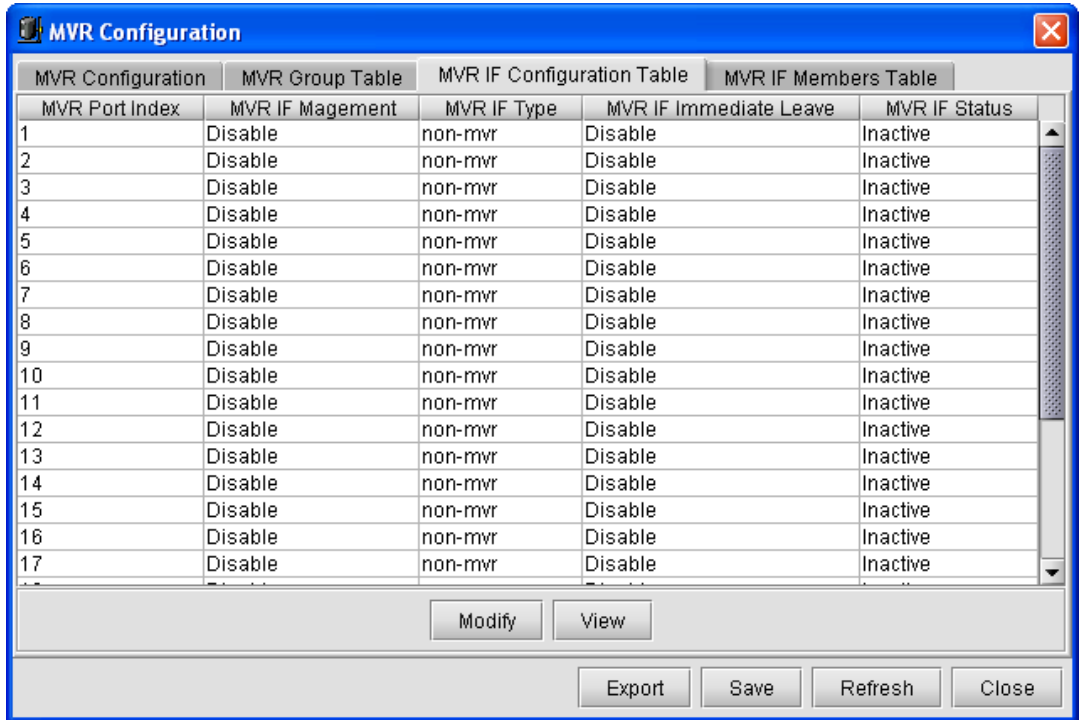 MVR Configuration
MVR Configuration MVR Group Table MVR IF Configuration Table MVR IF Members Table
MVR Port Index MVR IF Magement MVR IF Type MVR IF Immediate Leave MVR IF Status
1 Disable non-mvr Disable Inactive
2 Disable non-mvr Disable Inactive
3 Disable non-mvr Disable Inactive
4 Disable non-mvr Disable Inactive
5 Disable non-mvr Disable Inactive
6 Disable non-mvr Disable Inactive
7 Disable non-mvr Disable Inactive
8 Disable non-mvr Disable Inactive
9 Disable non-mvr Disable Inactive
10 Disable non-mvr Disable Inactive
11 Disable non-mvr Disable Inactive
12 Disable non-mvr Disable Inactive
13 Disable non-mvr Disable Inactive
14 Disable non-mvr Disable Inactive
15 Disable non-mvr Disable Inactive
16 Disable non-mvr Disable Inactive
17 Disable non-mvr Disable Inactive
Modify View
Export Save Refresh Close